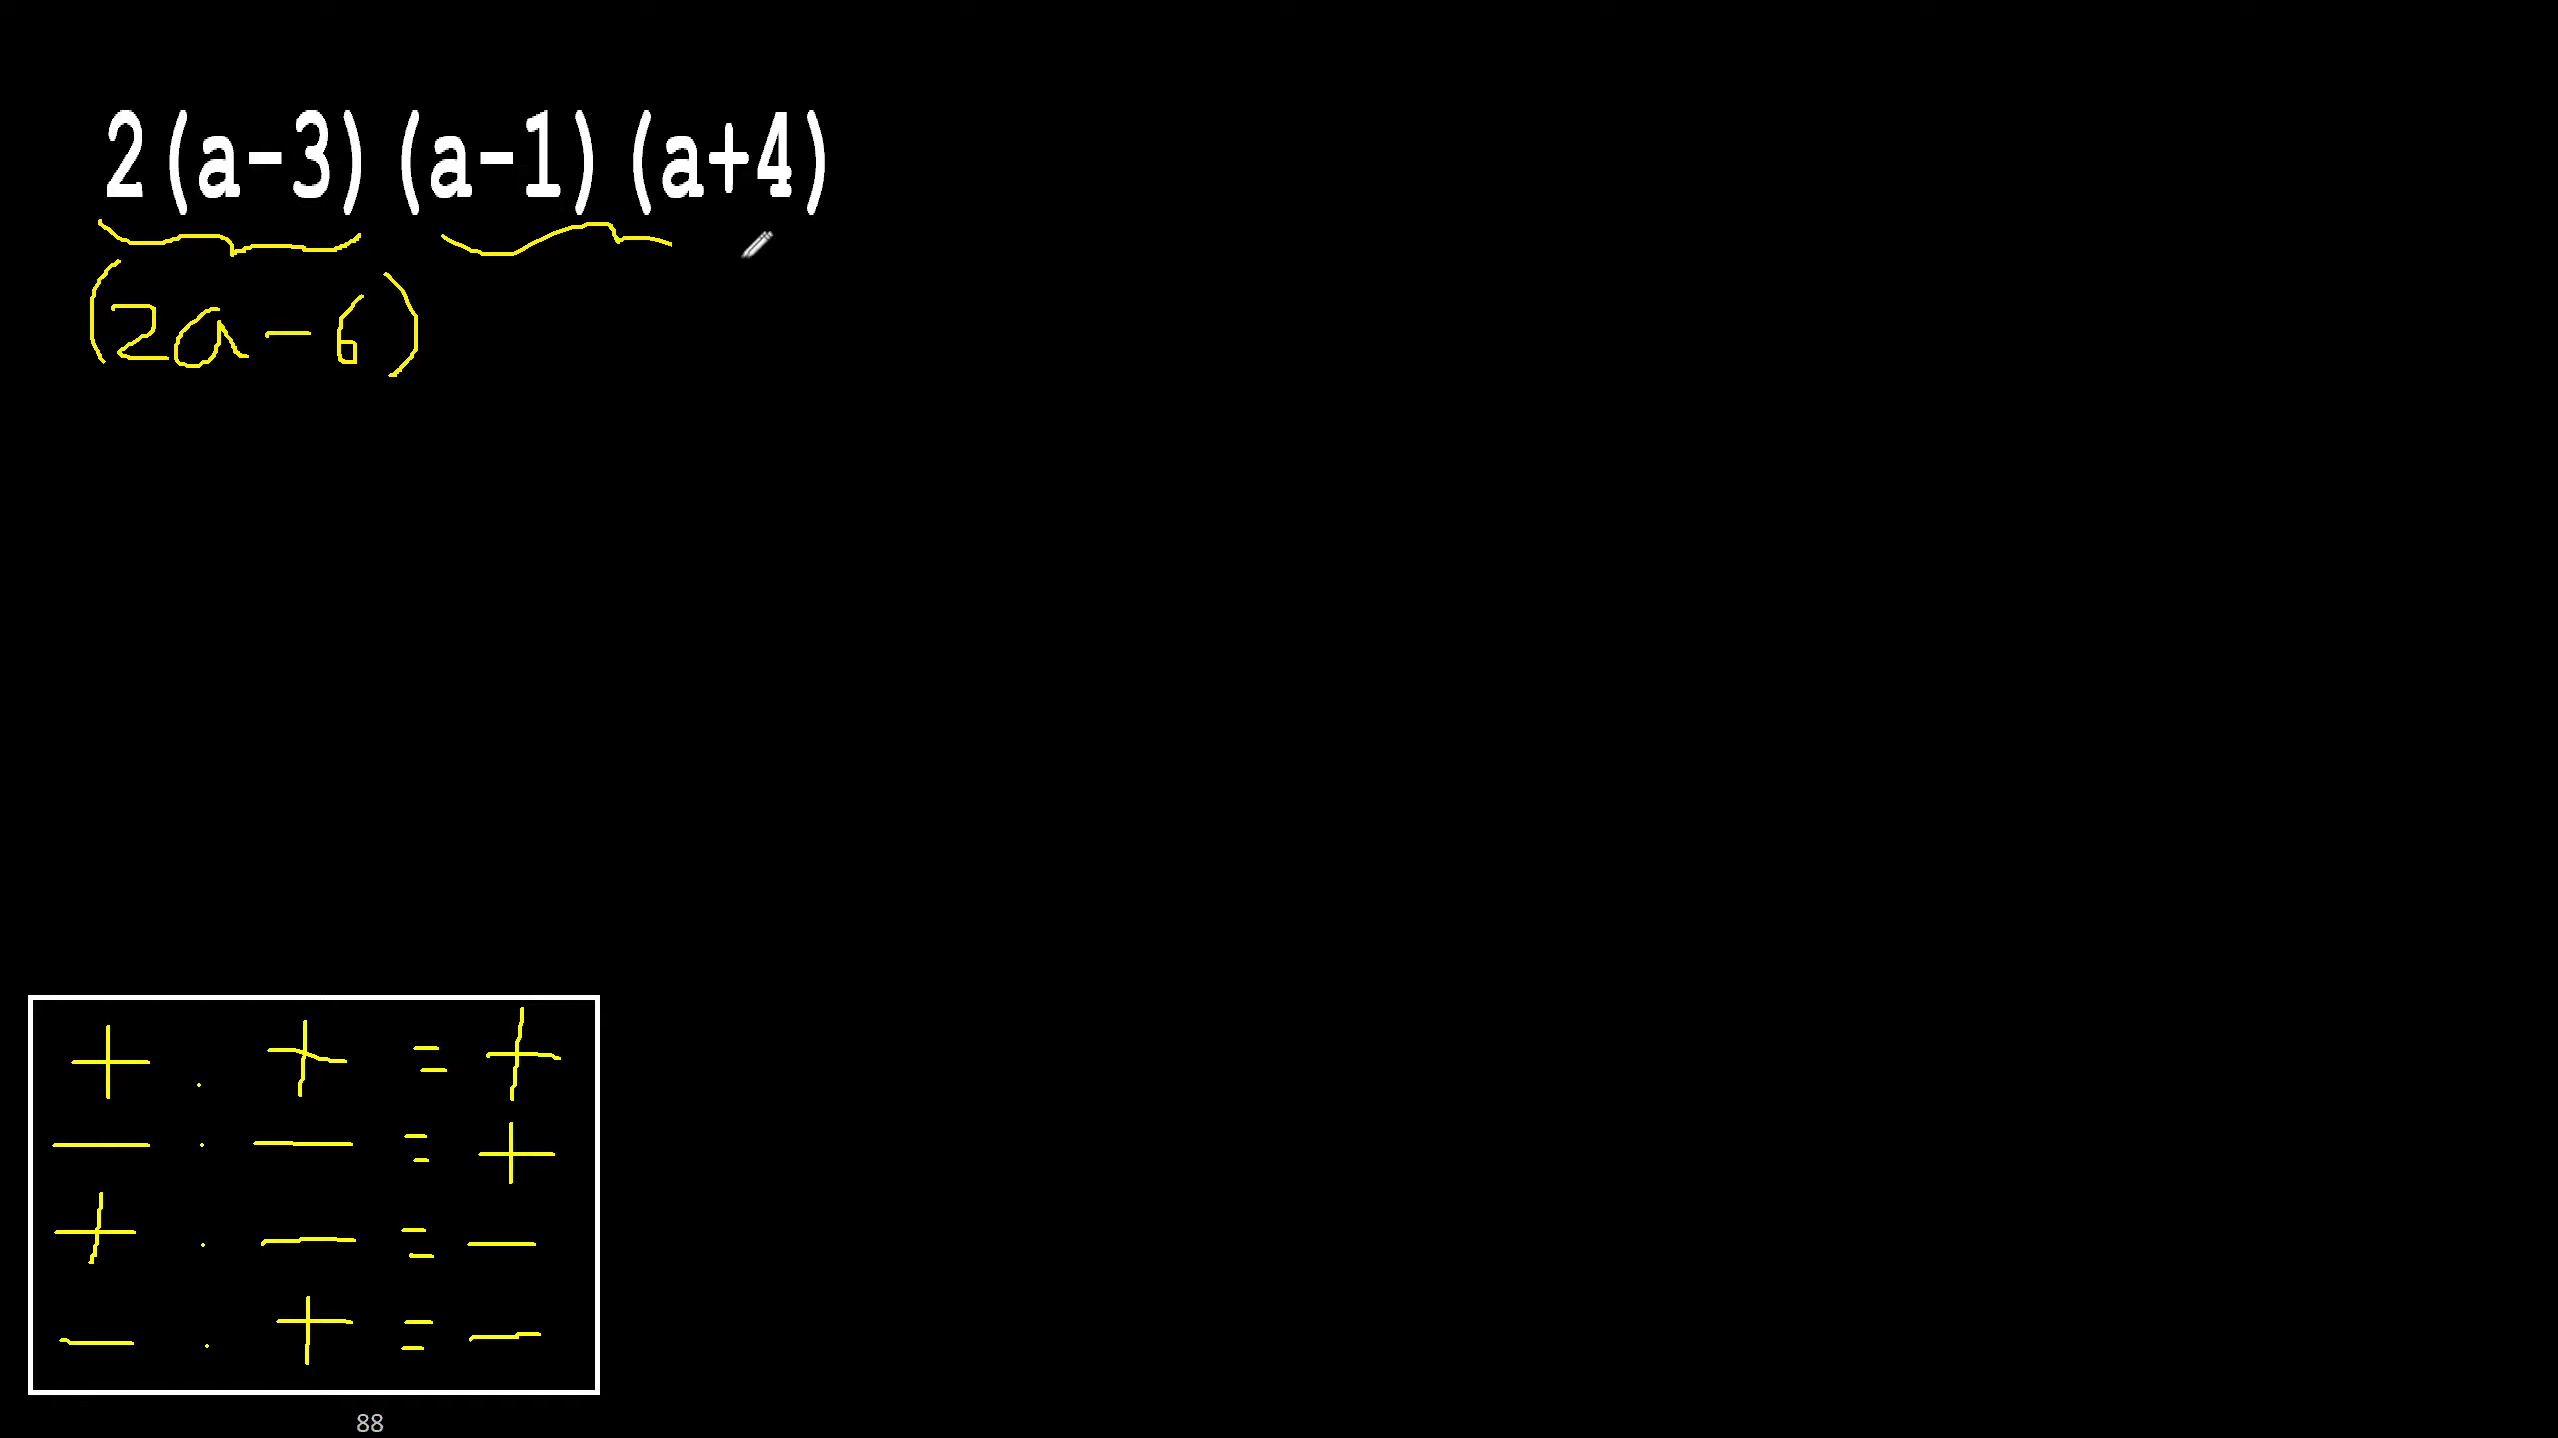 2(a-3)(a-1)(a+4)
(2a-6)
+ . + = +
- . - = +
+ . - = -
- . + = -
88